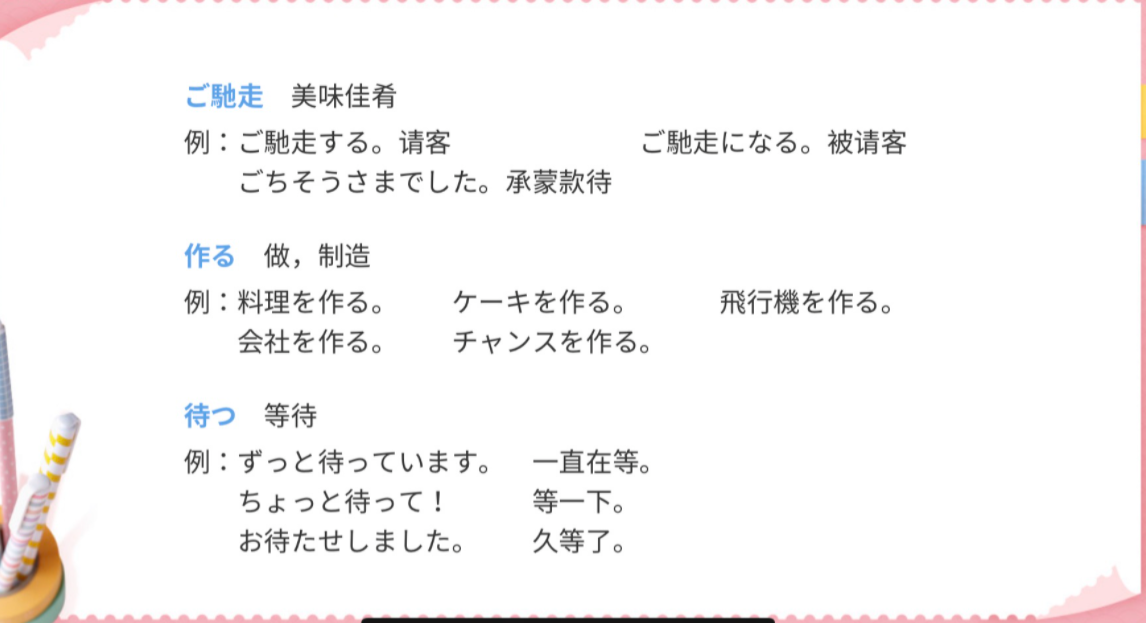 ご馳走　美味佳肴
例：ご馳走する。请客　ご馳走になる。被请客
ごちそうさまでした。承蒙款待
作る　做，制造
例：料理を作る。　ケーキを作る。　飛行機を作る。
会社を作る。　チャンスを作る。
待つ　等待
例：ずっと待っています。　一直在等。
ちょっと待って！　等一下。
お待たせしました。　久等了。